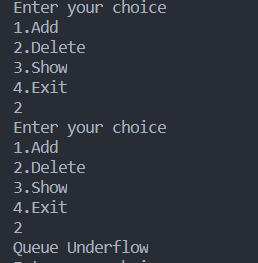 Enter your choice
1.Add
2.Delete
3.Show
4.Exit
2
Enter your choice
1.Add
2.Delete
3.Show
4.Exit
2
Queue Underflow